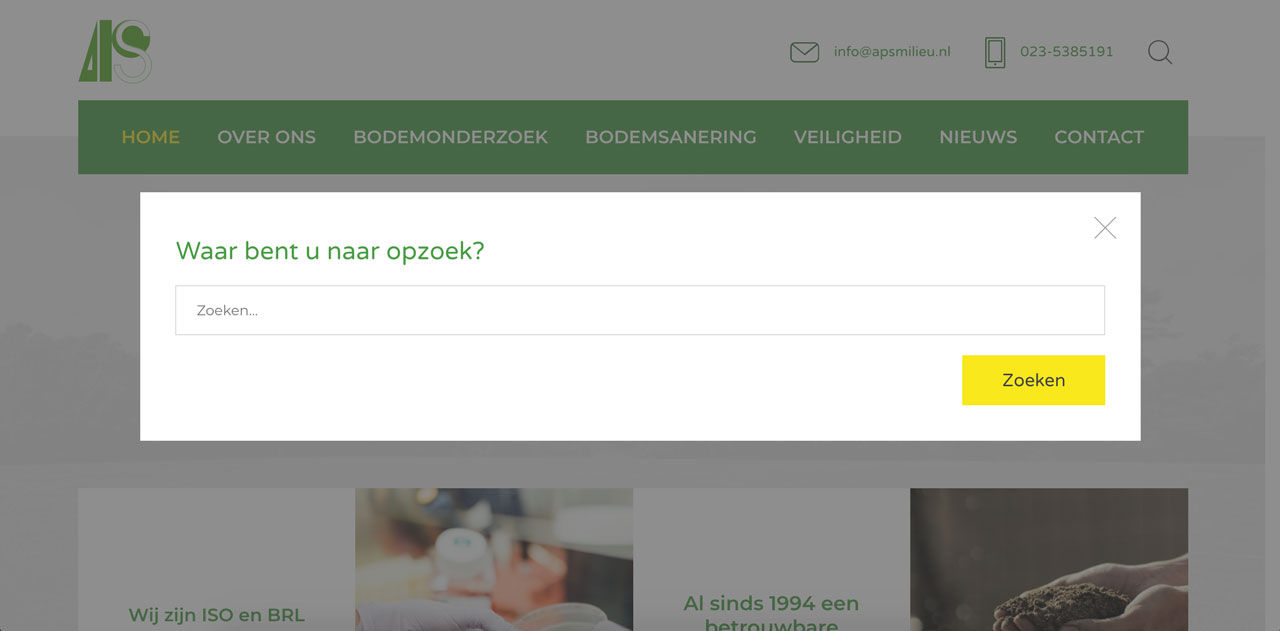 APS
info@apsmilieu.nl 023-5385191
HOME OVER ONS BODEMONDERZOEK BODEMSANERING VEILIGHEID NIEUWS CONTACT
Waar bent u naar opzoek?
Zoeken...
Zoeken
Wij zijn ISO en BRL
Al sinds 1994 een
betrouwbare